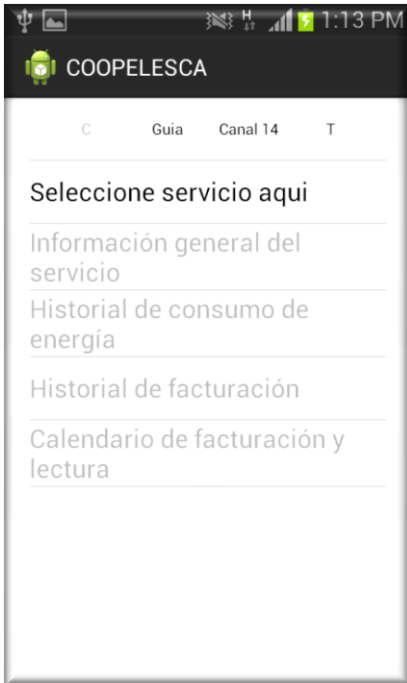 H
1:13 PM
COOPELESCA
C Guia Canal 14 T
Seleccione servicio aqui
Información general del
servicio
Historial de consumo de
energía
Historial de facturación
Calendario de facturación y
lectura